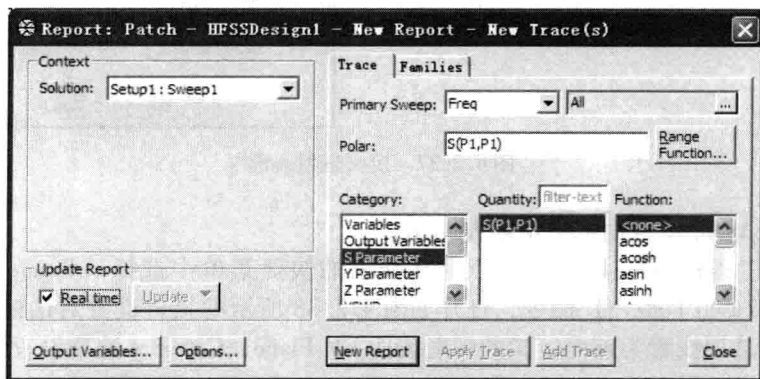 Report: Patch - HFSSDesign1 - New Report - New Trace(s)
Context
Solution: Setup1 : Sweep1
Update Report
Real time Update
Output Variables... Options...
Trace Families
Primary Sweep: Freq All ...
Polar: S(P1,P1) Range Function...
Category: Quantity: filter-text Function:
Variables S(P1,P1) <none>
Output Variables acos
S Parameter acosh
Y Parameter asin
Z Parameter asinh
New Report Apply Trace Add Trace Close